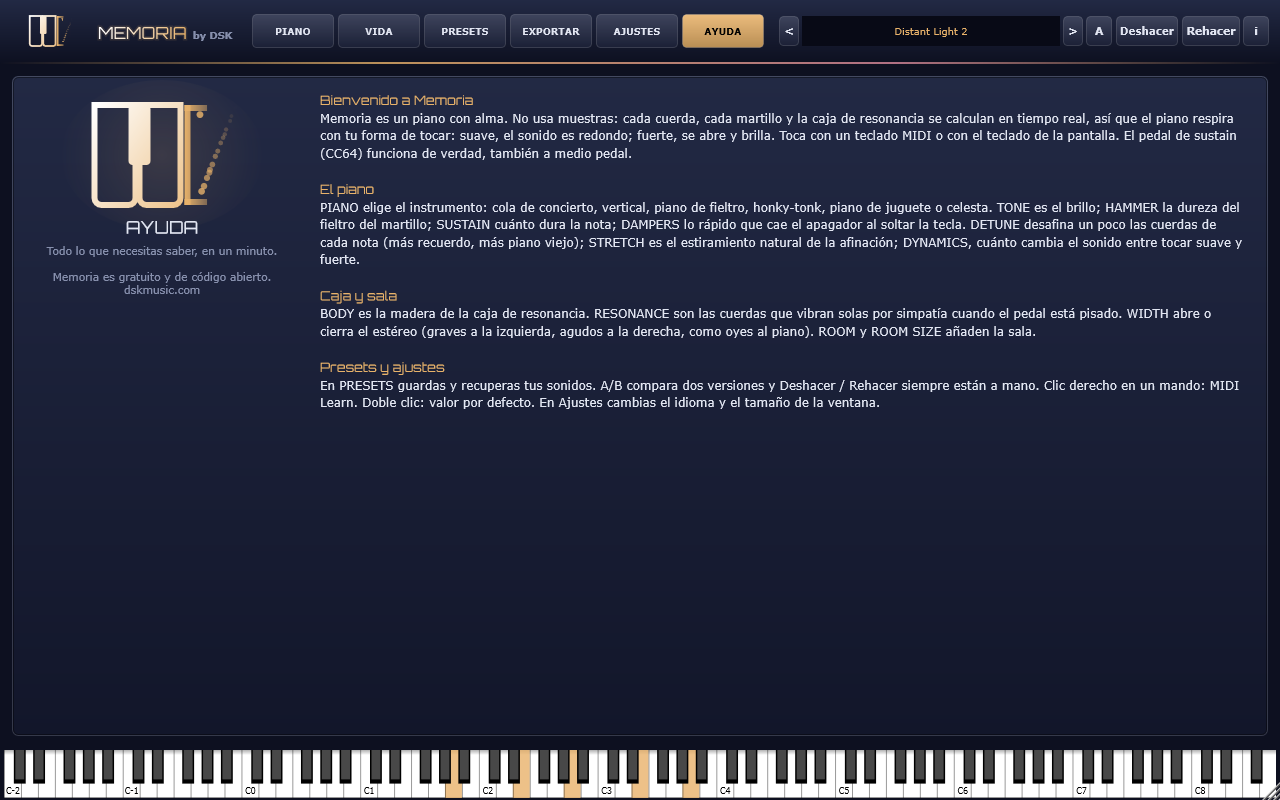 MEMORIA by DSK
PIANO
VIDA
PRESETS
EXPORTAR
AJUSTES
AYUDA
<
Distant Light 2
>
A
Deshacer
Rehacer
i
AYUDA
Todo lo que necesitas saber, en un minuto.
Memoria es gratuito y de código abierto.
dskmusic.com
Bienvenido a Memoria
Memoria es un piano con alma. No usa muestras: cada cuerda, cada martillo y la caja de resonancia se calculan en tiempo real, así que el piano respira
con tu forma de tocar: suave, el sonido es redondo; fuerte, se abre y brilla. Toca con un teclado MIDI o con el teclado de la pantalla. El pedal de sustain
(CC64) funciona de verdad, también a medio pedal.
El piano
PIANO elige el instrumento: cola de concierto, vertical, piano de fieltro, honky-tonk, piano de juguete o celesta. TONE es el brillo; HAMMER la dureza del
fieltro del martillo; SUSTAIN cuánto dura la nota; DAMPERS lo rápido que cae el apagador al soltar la tecla. DETUNE desafina un poco las cuerdas de
cada nota (más recuerdo, más piano viejo); STRETCH es el estiramiento natural de la afinación; DYNAMICS, cuánto cambia el sonido entre tocar suave y
fuerte.
Caja y sala
BODY es la madera de la caja de resonancia. RESONANCE son las cuerdas que vibran solas por simpatía cuando el pedal está pisado. WIDTH abre o
cierra el estéreo (graves a la izquierda, agudos a la derecha, como oyes al piano). ROOM y ROOM SIZE añaden la sala.
Presets y ajustes
En PRESETS guardas y recuperas tus sonidos. A/B compara dos versiones y Deshacer / Rehacer siempre están a mano. Clic derecho en un mando: MIDI
Learn. Doble clic: valor por defecto. En Ajustes cambias el idioma y el tamaño de la ventana.
C-2
C-1
C0
C1
C2
C3
C4
C5
C6
C7
C8